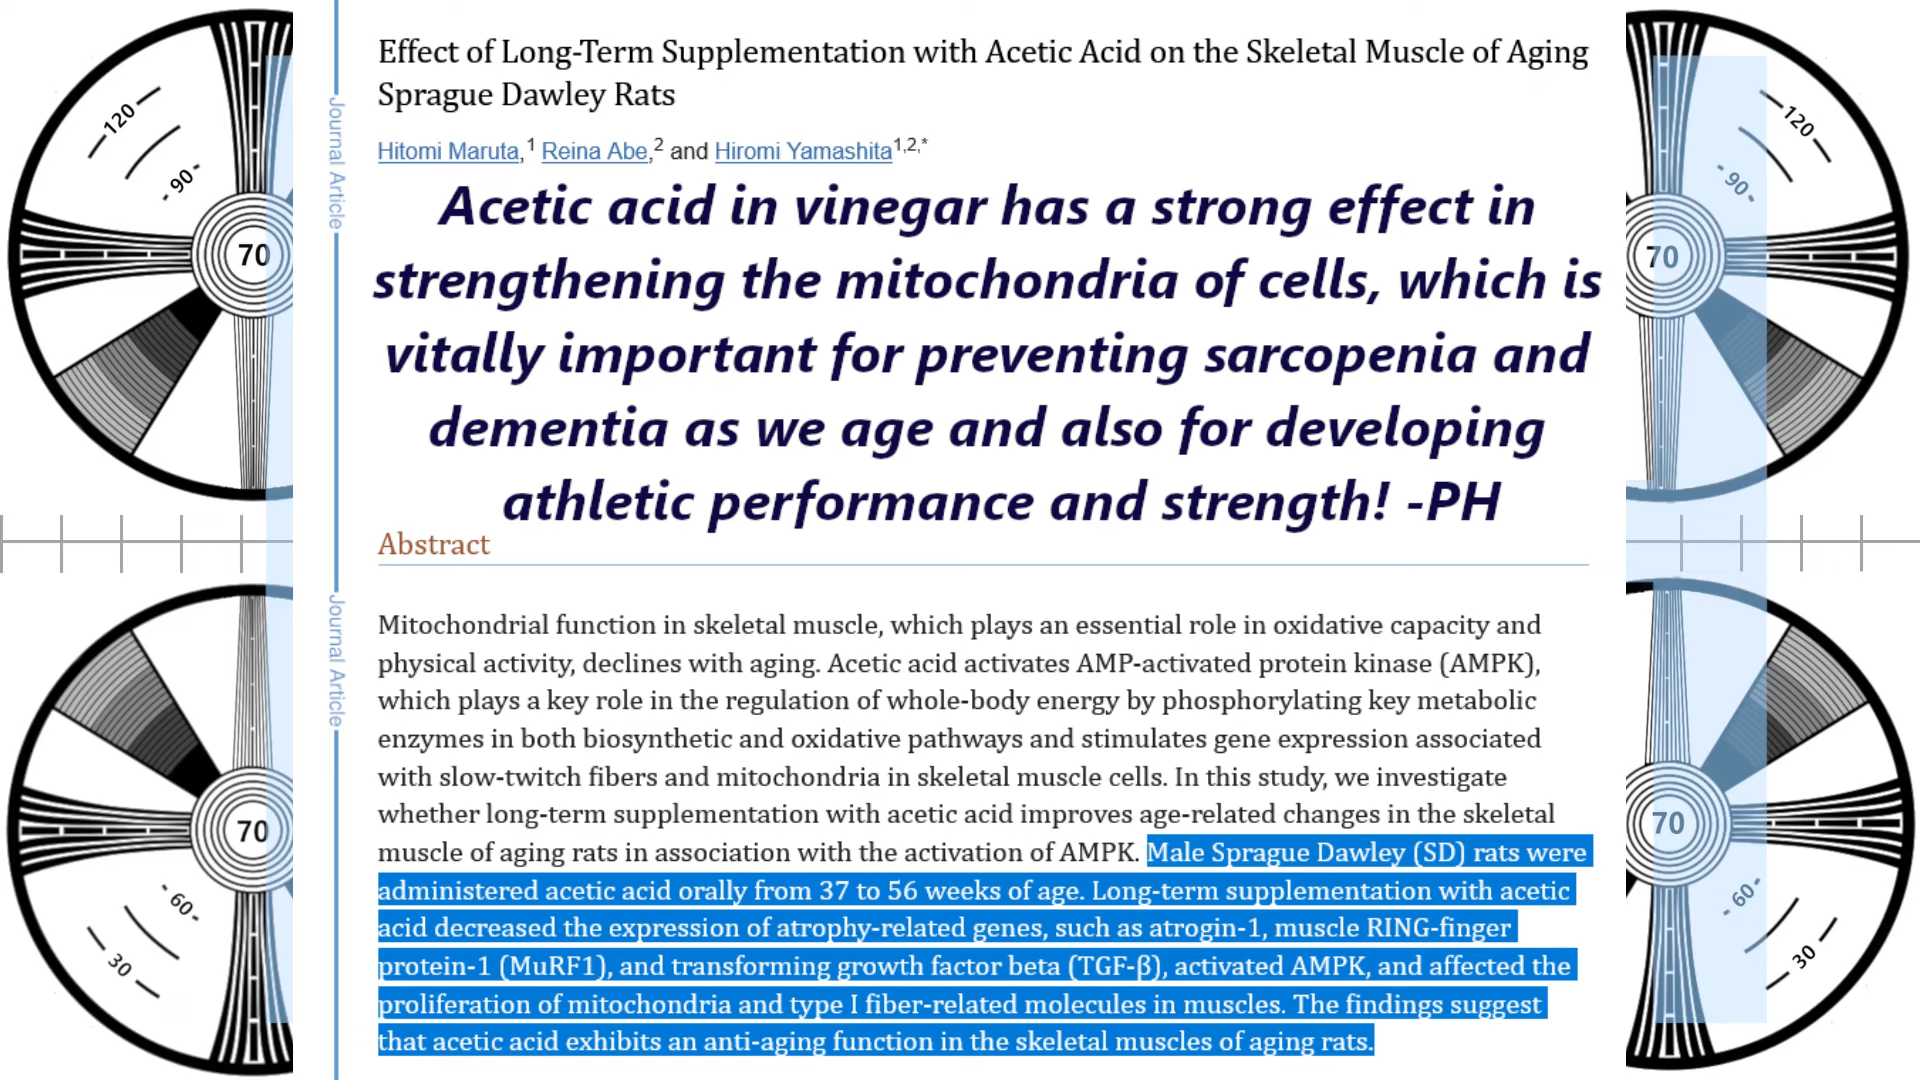 Effect of Long-Term Supplementation with Acetic Acid on the Skeletal Muscle of Aging
Sprague Dawley Rats
Hitomi Maruta,1 Reina Abe,2 and Hiromi Yamashita1,2,*
Acetic acid in vinegar has a strong effect in
strengthening the mitochondria of cells, which is
vitally important for preventing sarcopenia and
dementia as we age and also for developing
athletic performance and strength! -PH
Abstract
Mitochondrial function in skeletal muscle, which plays an essential role in oxidative capacity and
physical activity, declines with aging. Acetic acid activates AMP-activated protein kinase (AMPK),
which plays a key role in the regulation of whole-body energy by phosphorylating key metabolic
enzymes in both biosynthetic and oxidative pathways and stimulates gene expression associated
with slow-twitch fibers and mitochondria in skeletal muscle cells. In this study, we investigate
whether long-term supplementation with acetic acid improves age-related changes in the skeletal
muscle of aging rats in association with the activation of AMPK. Male Sprague Dawley (SD) rats were
administered acetic acid orally from 37 to 56 weeks of age. Long-term supplementation with acetic
acid decreased the expression of atrophy-related genes, such as atrogin-1, muscle RING-finger
protein-1 (MuRF1), and transforming growth factor beta (TGF-β), activated AMPK, and affected the
proliferation of mitochondria and type I fiber-related molecules in muscles. The findings suggest
that acetic acid exhibits an anti-aging function in the skeletal muscles of aging rats.
Journal Article
Journal Article
120
-90-
70
70
-60-
30
120
-90-
70
70
-60-
30